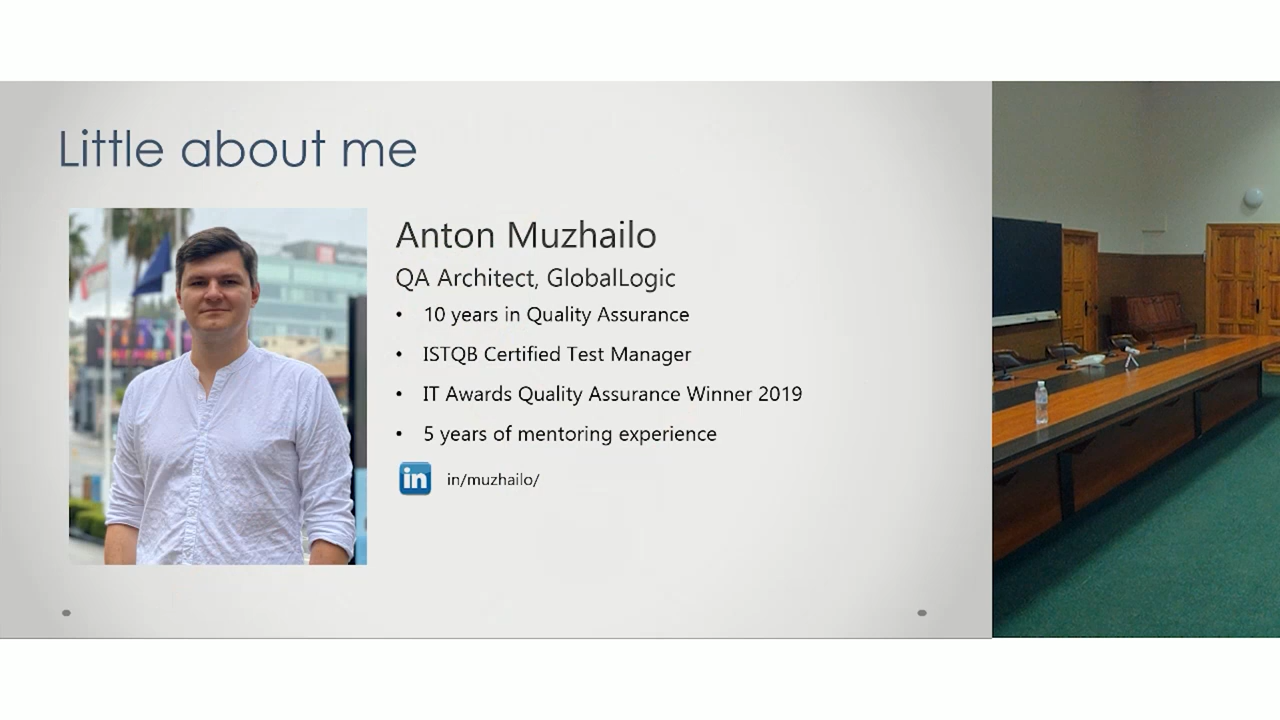 Little about me
Anton Muzhailo
QA Architect, GlobalLogic
• 10 years in Quality Assurance
• ISTQB Certified Test Manager
• IT Awards Quality Assurance Winner 2019
• 5 years of mentoring experience
in in/muzhailo/